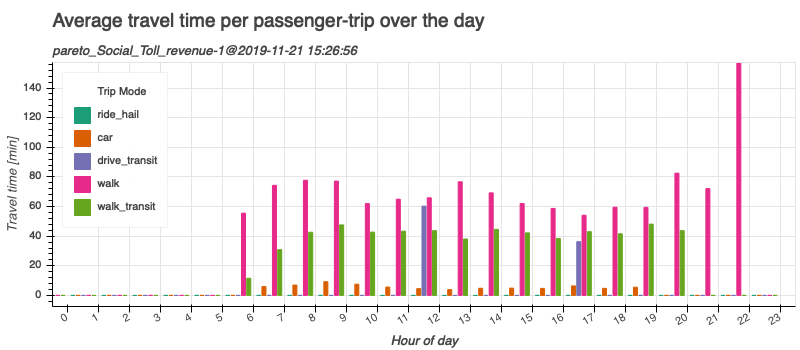 Average travel time per passenger-trip over the day
pareto_Social_Toll_revenue-1@2019-11-21 15:26:56
Travel time [min]
140
120
100
80
60
40
20
0
Trip Mode
ride_hail
car
drive_transit
walk
walk_transit
0 1 2 3 4 5 6 7 8 9 10 11 12 13 14 15 16 17 18 19 20 21 22 23
Hour of day